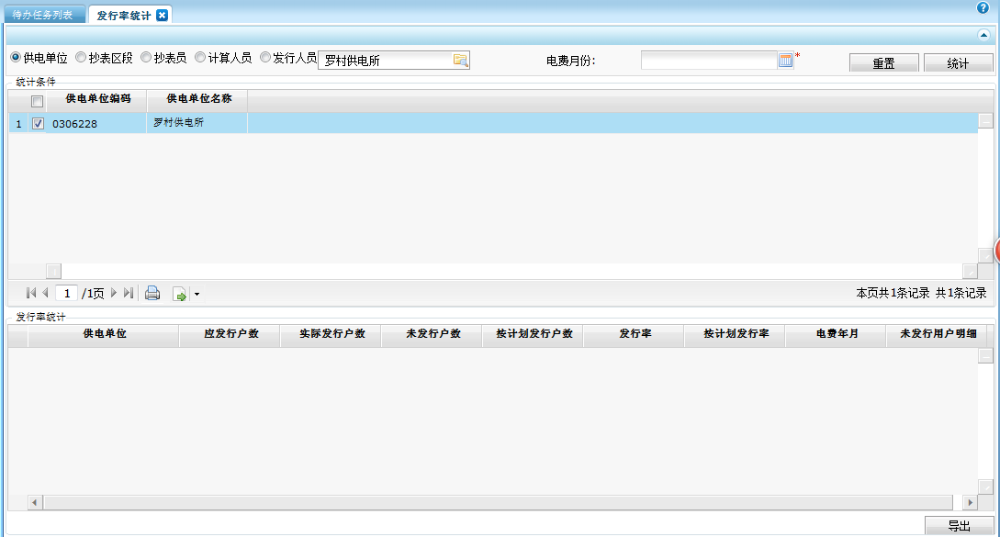 待办任务列表 发行率统计
供电单位 抄表区段 抄表员 计算人员 发行人员 罗村供电所 电费月份： * 重置 统计
统计条件
供电单位编码 供电单位名称
1 0306228 罗村供电所
1 /1页 本页共1条记录 共1条记录
发行率统计
供电单位 应发行户数 实际发行户数 未发行户数 按计划发行户数 发行率 按计划发行率 电费年月 未发行用户明细
导出